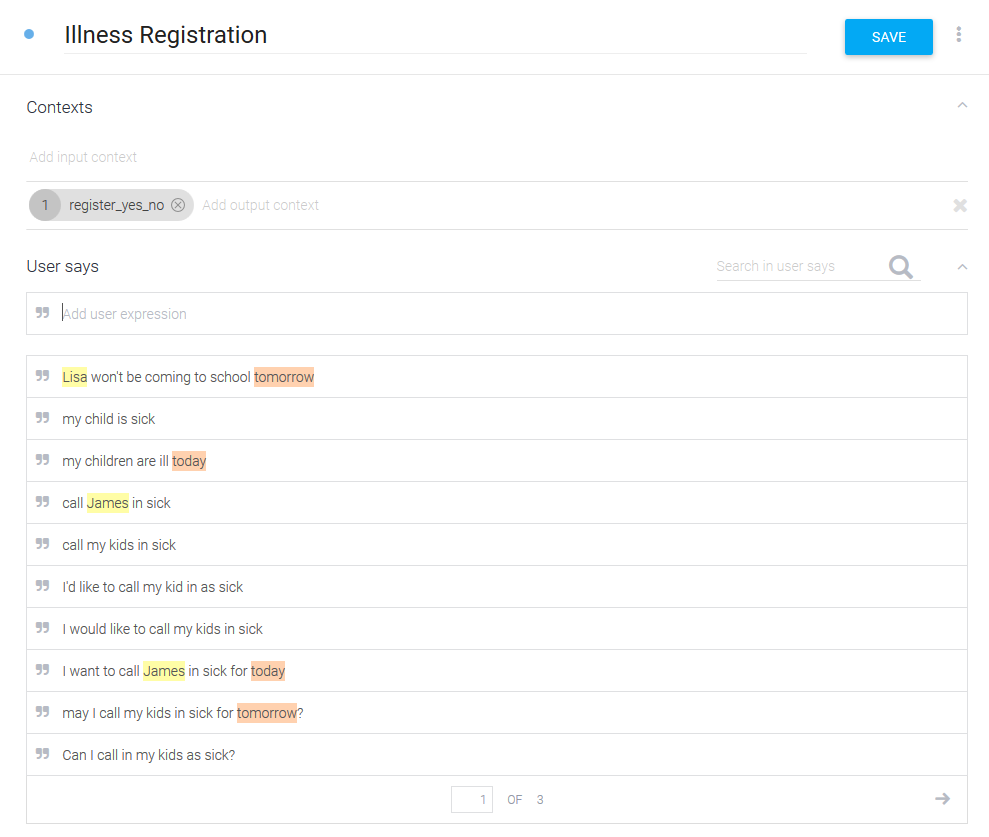 Illness Registration
SAVE
Contexts
Add input context
1 register_yes_no Add output context
User says
Search in user says
Add user expression
Lisa won't be coming to school tomorrow
my child is sick
my children are ill today
call James in sick
call my kids in sick
I'd like to call my kid in as sick
I would like to call my kids in sick
I want to call James in sick for today
may I call my kids in sick for tomorrow?
Can I call in my kids as sick?
1 OF 3